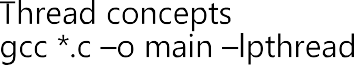 Thread concepts
gcc *.c –o main –lpthread